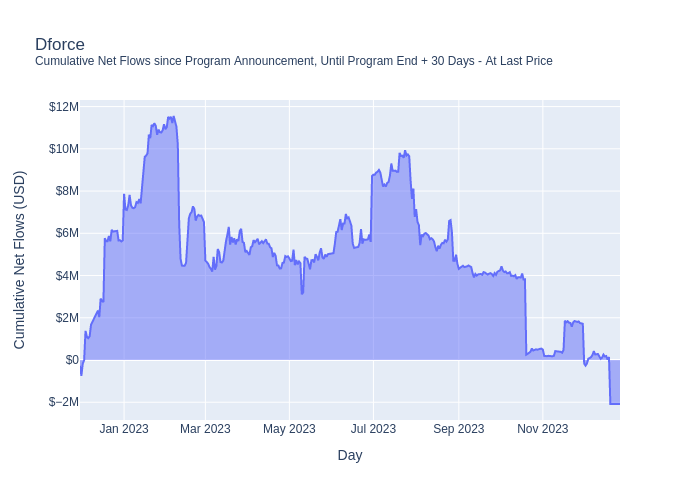 Dforce
Cumulative Net Flows since Program Announcement, Until Program End + 30 Days - At Last Price
Cumulative Net Flows (USD)
$12M
$10M
$8M
$6M
$4M
$2M
$0
$−2M
Jan 2023
Mar 2023
May 2023
Jul 2023
Sep 2023
Nov 2023
Day